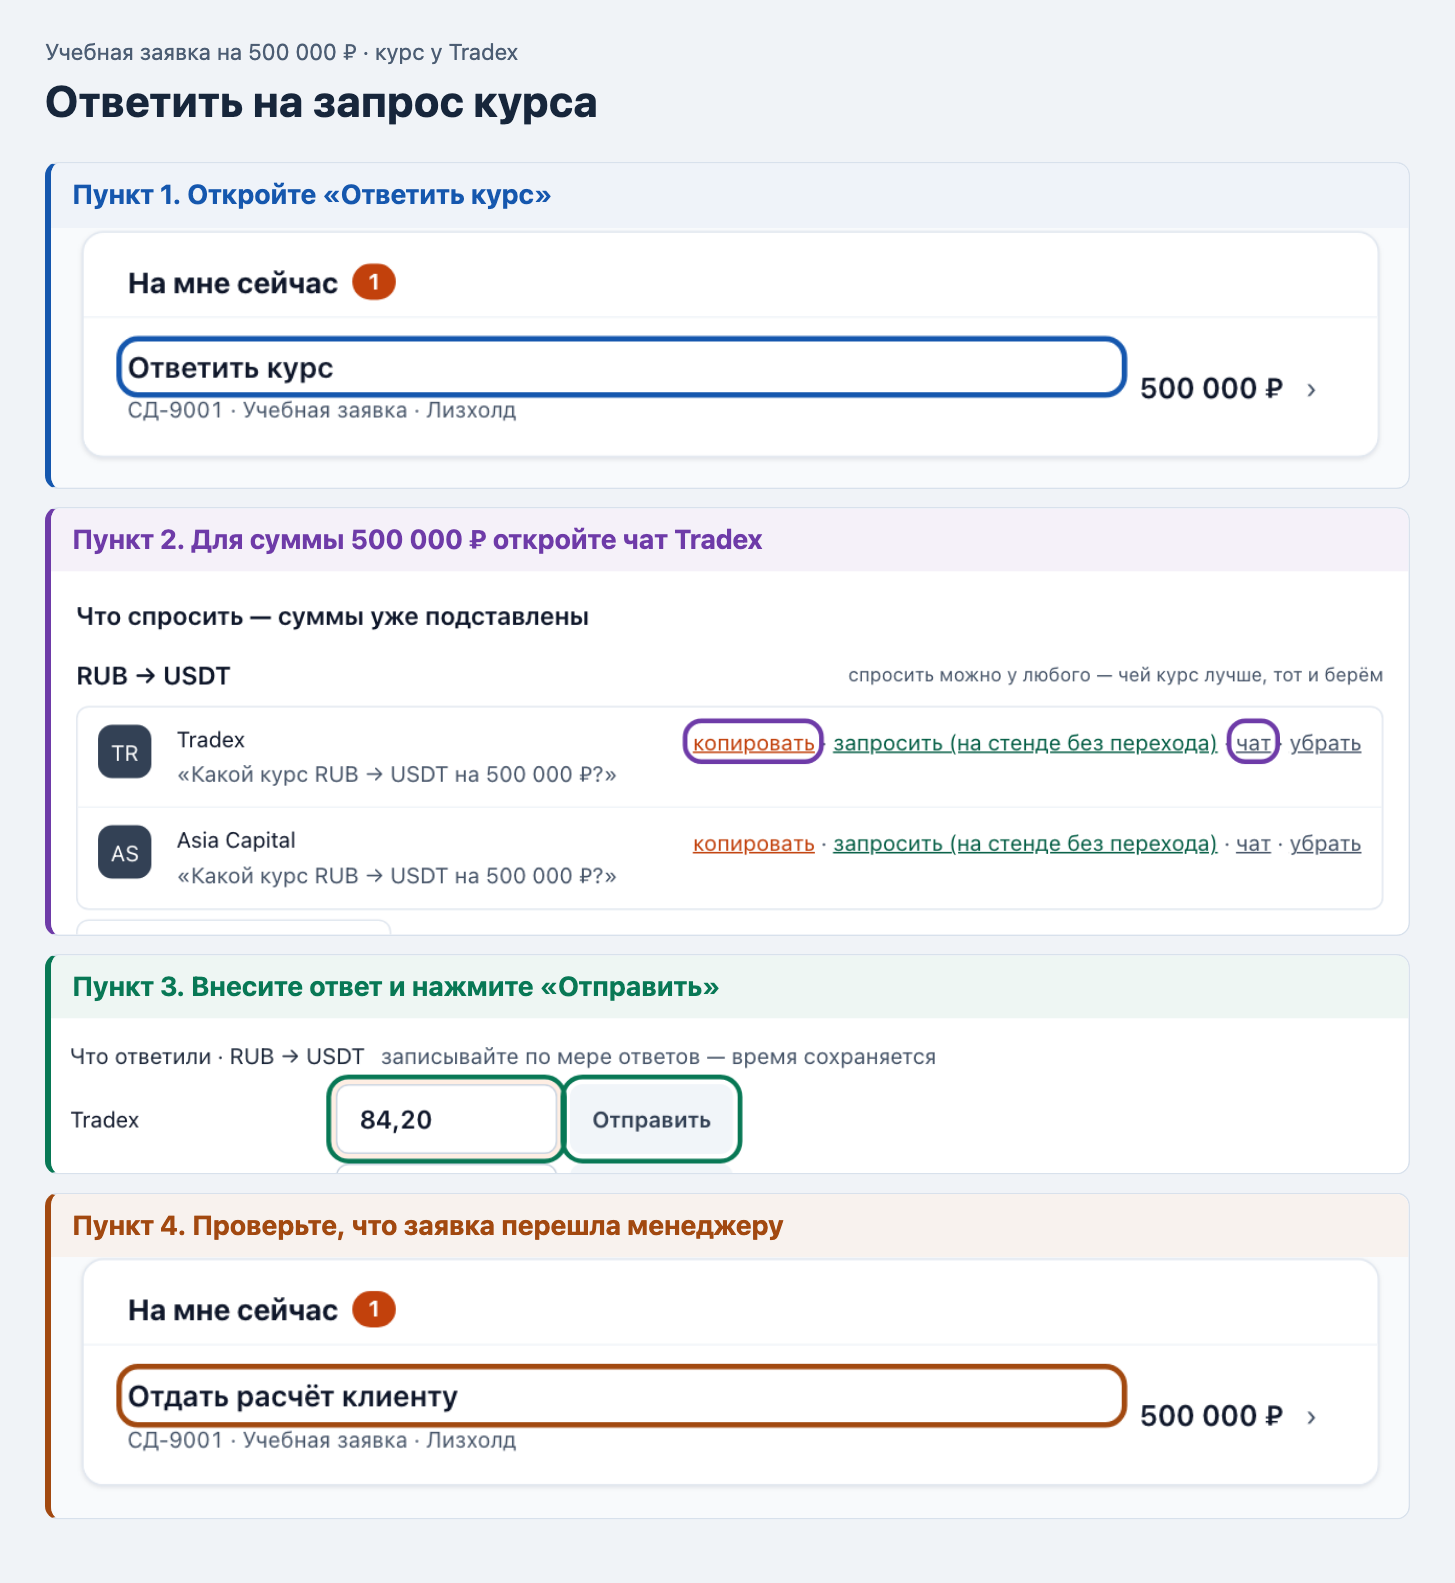 Учебная заявка на 500 000 ₽ · курс у Tradex
Ответить на запрос курса
Пункт 1. Откройте «Ответить курс»
На мне сейчас 1
Ответить курс
500 000 ₽ ›
СД-9001 · Учебная заявка · Лизхолд
Пункт 2. Для суммы 500 000 ₽ откройте чат Tradex
Что спросить — суммы уже подставлены
RUB → USDT спросить можно у любого — чей курс лучше, тот и берём
TR Tradex копировать · запросить (на стенде без перехода) · чат · убрать
«Какой курс RUB → USDT на 500 000 ₽?»
AS Asia Capital копировать · запросить (на стенде без перехода) · чат · убрать
«Какой курс RUB → USDT на 500 000 ₽?»
Пункт 3. Внесите ответ и нажмите «Отправить»
Что ответили · RUB → USDT записывайте по мере ответов — время сохраняется
Tradex 84,20 Отправить
Пункт 4. Проверьте, что заявка перешла менеджеру
На мне сейчас 1
Отдать расчёт клиенту
500 000 ₽ ›
СД-9001 · Учебная заявка · Лизхолд